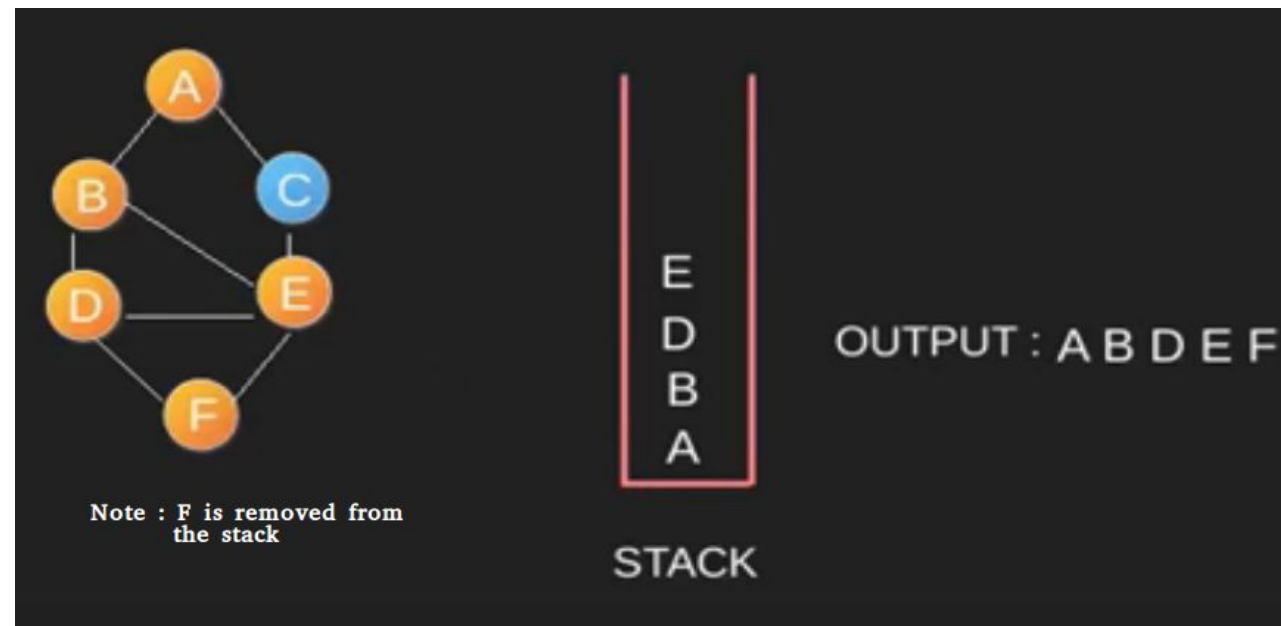 A
B
C
D
E
F
Note : F is removed from
the stack
E
D
B
A
STACK
OUTPUT : A B D E F